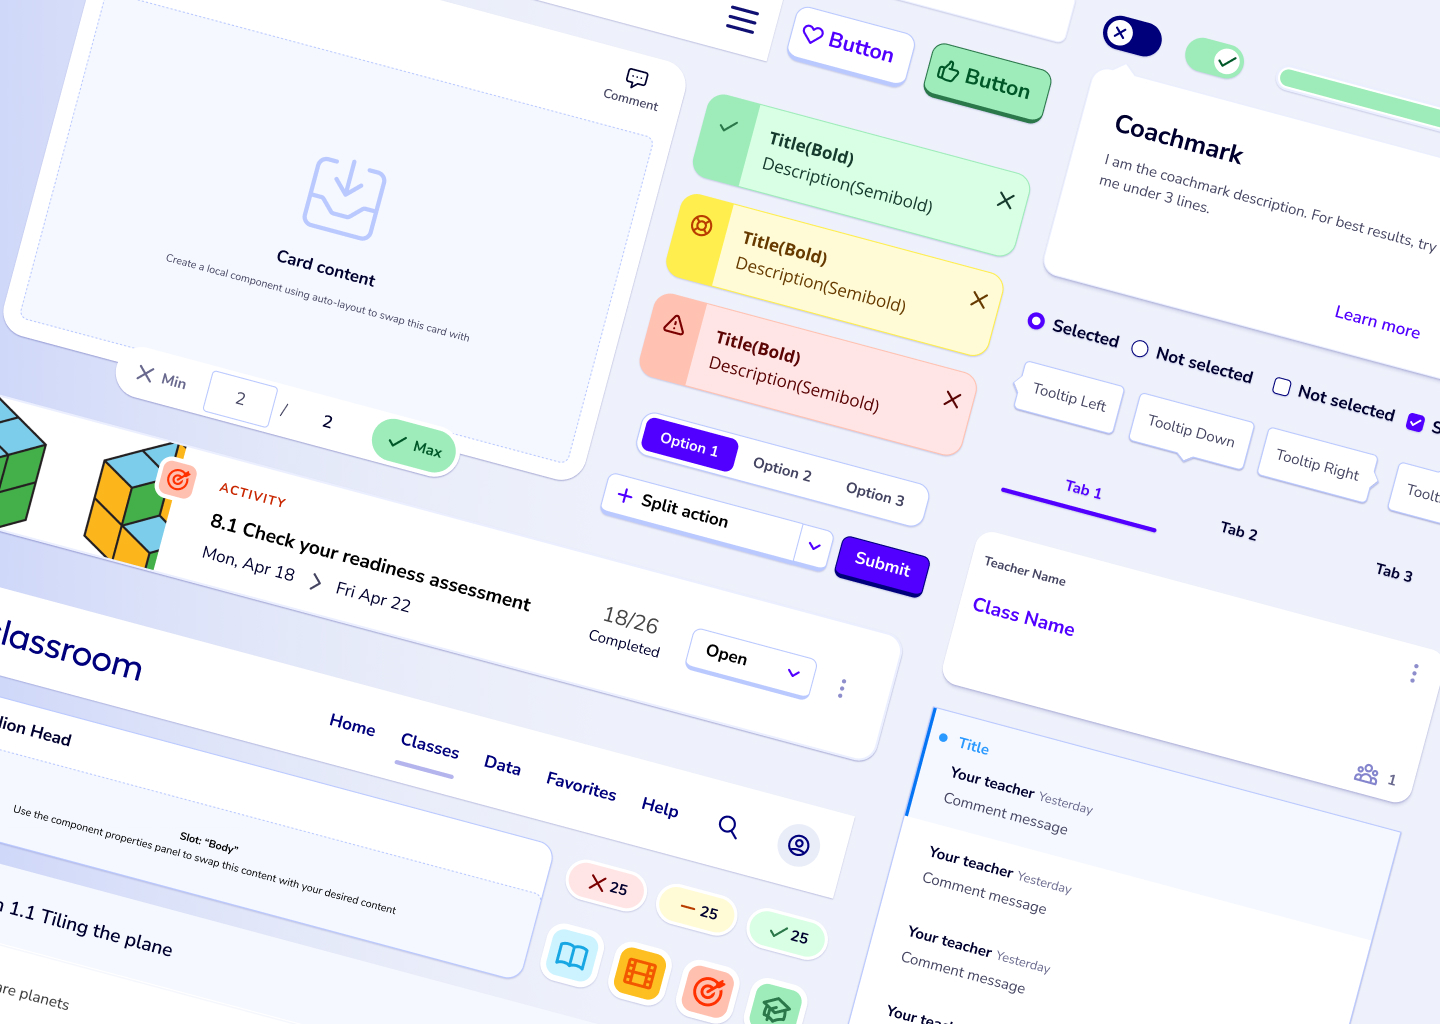 Comment
Card content
Create a local component using auto-layout to swap this card with
Min
2
/
2
Max
Button
Button
Title(Bold)
Description(Semibold)
Title(Bold)
Description(Semibold)
Title(Bold)
Description(Semibold)
Option 1
Option 2
Option 3
Split action
Submit
Coachmark
I am the coachmark description. For best results, try
me under 3 lines.
Learn more
Selected
Not selected
Not selected
Tooltip Left
Tooltip Down
Tooltip Right
Tab 1
Tab 2
Tab 3
Teacher Name
Class Name
1
ACTIVITY
8.1 Check your readiness assessment
Mon, Apr 18
Fri Apr 22
18/26
Completed
Open
classroom
Home
Classes
Data
Favorites
Help
Head
Slot: “Body”
Use the component properties panel to swap this content with your desired content
1.1 Tiling the plane
planets
25
25
25
Title
Your teacher Yesterday
Comment message
Your teacher Yesterday
Comment message
Your teacher Yesterday
Comment message
Your